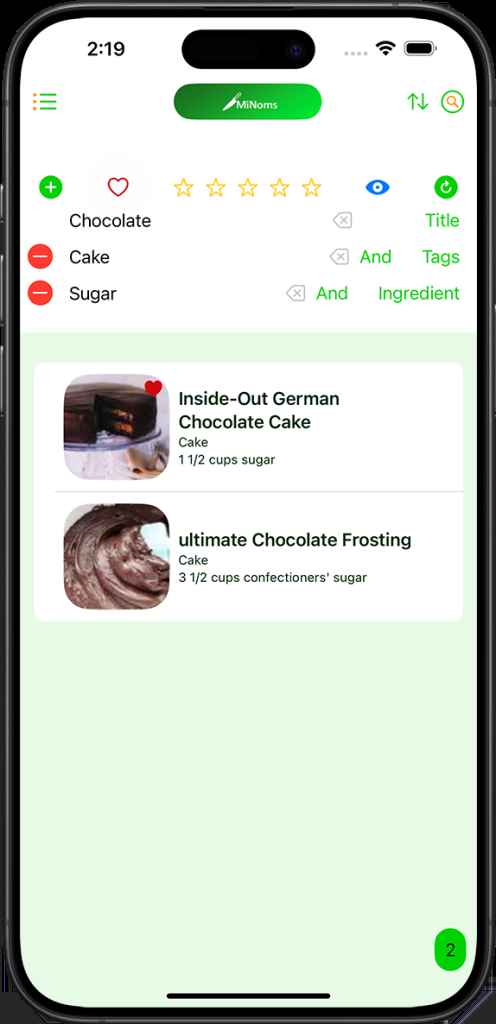 2:19
MiNoms
Chocolate Title
Cake And Tags
Sugar And Ingredient
Inside-Out German
Chocolate Cake
Cake
1 1/2 cups sugar
ultimate Chocolate Frosting
Cake
3 1/2 cups confectioners' sugar
2